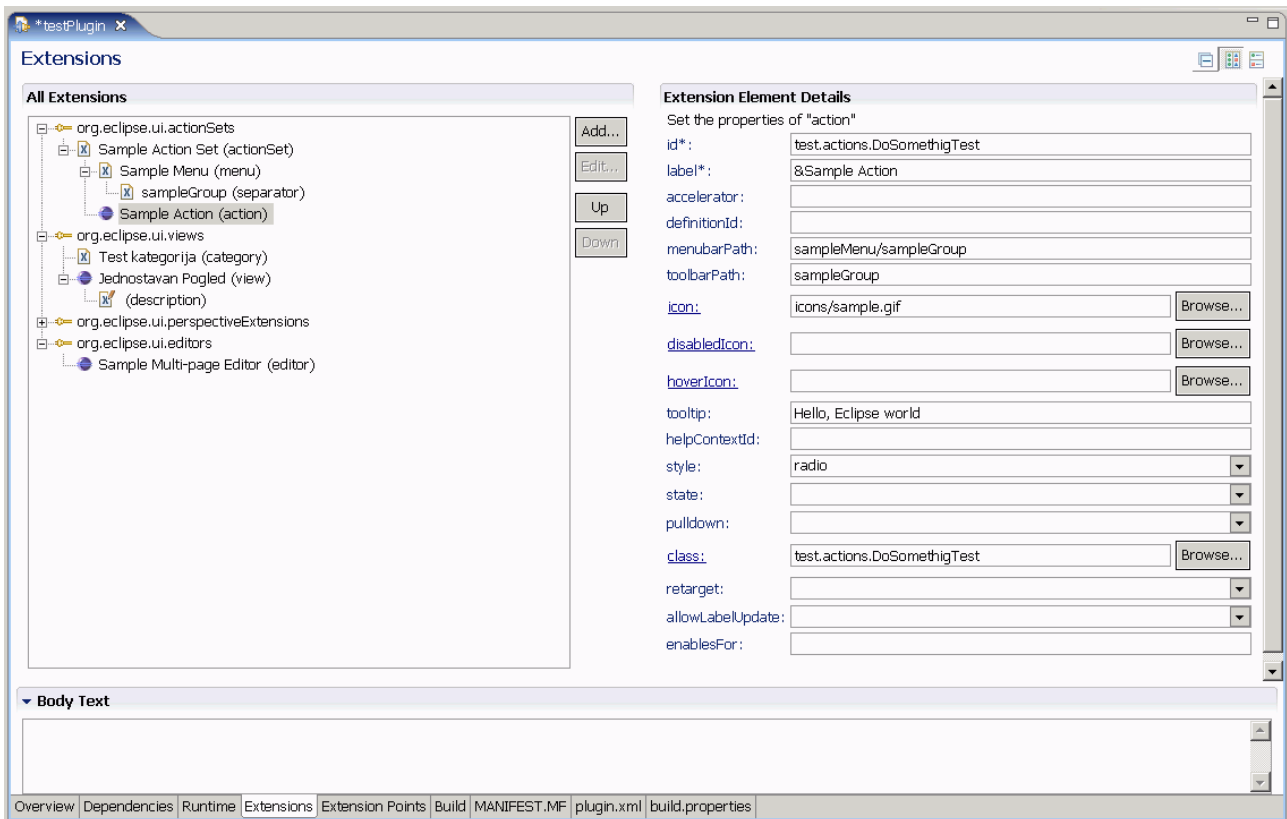 *testPlugin
Extensions
All Extensions
org.eclipse.ui.actionSets
Sample Action Set (actionSet)
Sample Menu (menu)
sampleGroup (separator)
Sample Action (action)
org.eclipse.ui.views
Test kategorija (category)
Jednostavan Pogled (view)
(description)
org.eclipse.ui.perspectiveExtensions
org.eclipse.ui.editors
Sample Multi-page Editor (editor)
Add...
Edit...
Up
Down
Extension Element Details
Set the properties of "action"
id*: test.actions.DoSomethigTest
label*: &Sample Action
accelerator:
definitionId:
menubarPath: sampleMenu/sampleGroup
toolbarPath: sampleGroup
icon: icons/sample.gif Browse...
disabledIcon: Browse...
hoverIcon: Browse...
tooltip: Hello, Eclipse world
helpContextId:
style: radio
state:
pulldown:
class: test.actions.DoSomethigTest Browse...
retarget:
allowLabelUpdate:
enablesFor:
Body Text
Overview Dependencies Runtime Extensions Extension Points Build MANIFEST.MF plugin.xml build.properties